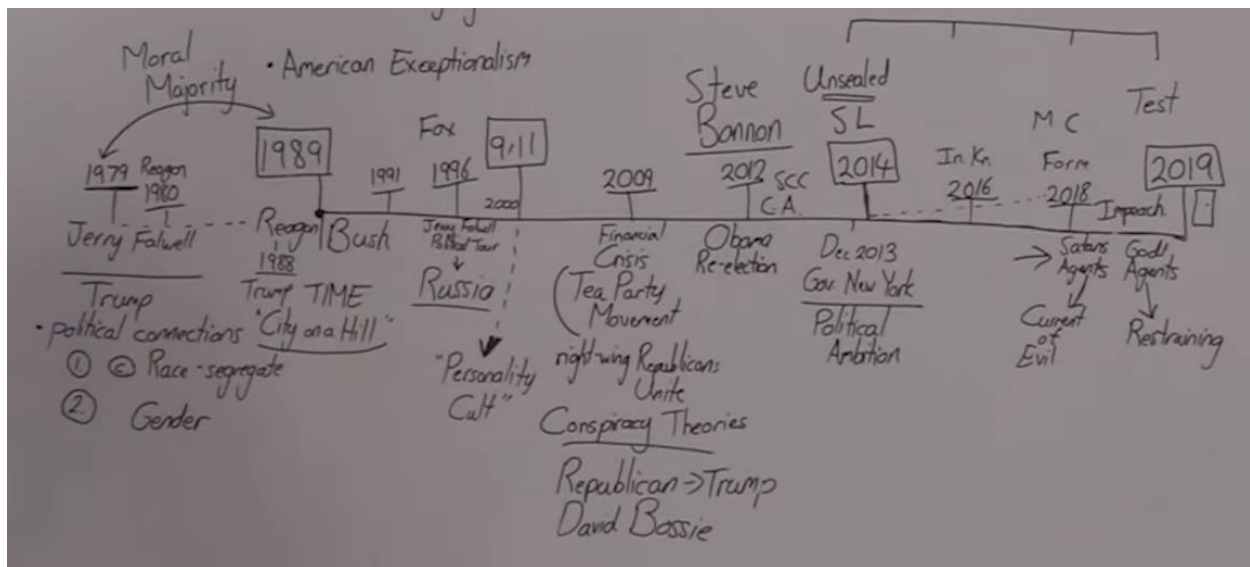 Moral
Majority
• American Exceptionalism
1979
Reagan
1980
Jerry Falwell
Trump
• political connections
① © Race-segregate
② Gender
1989
Reagan
1988
Trump
Bush
TIME
"City on a Hill"
1991
Fox
1996
Jerry Falwell
Political Tour
Russia
9,11
2000
"Personality
Cult"
2009
Financial
Crisis
Tea Party
Movement
right-wing Republicans
Unite
Conspiracy Theories
Republican → Trump
David Bossie
Steve
Bannon
2012
SCC
C.A.
Obama
Re-election
Unsealed
SL
2014
Dec 2013
Gov. New York
Political
Ambition
In.Kn.
2016
MC
Form
2018
Satans
Agents
Current
of
Evil
Test
2019
Impeach.
Gods
Agents
Restraining